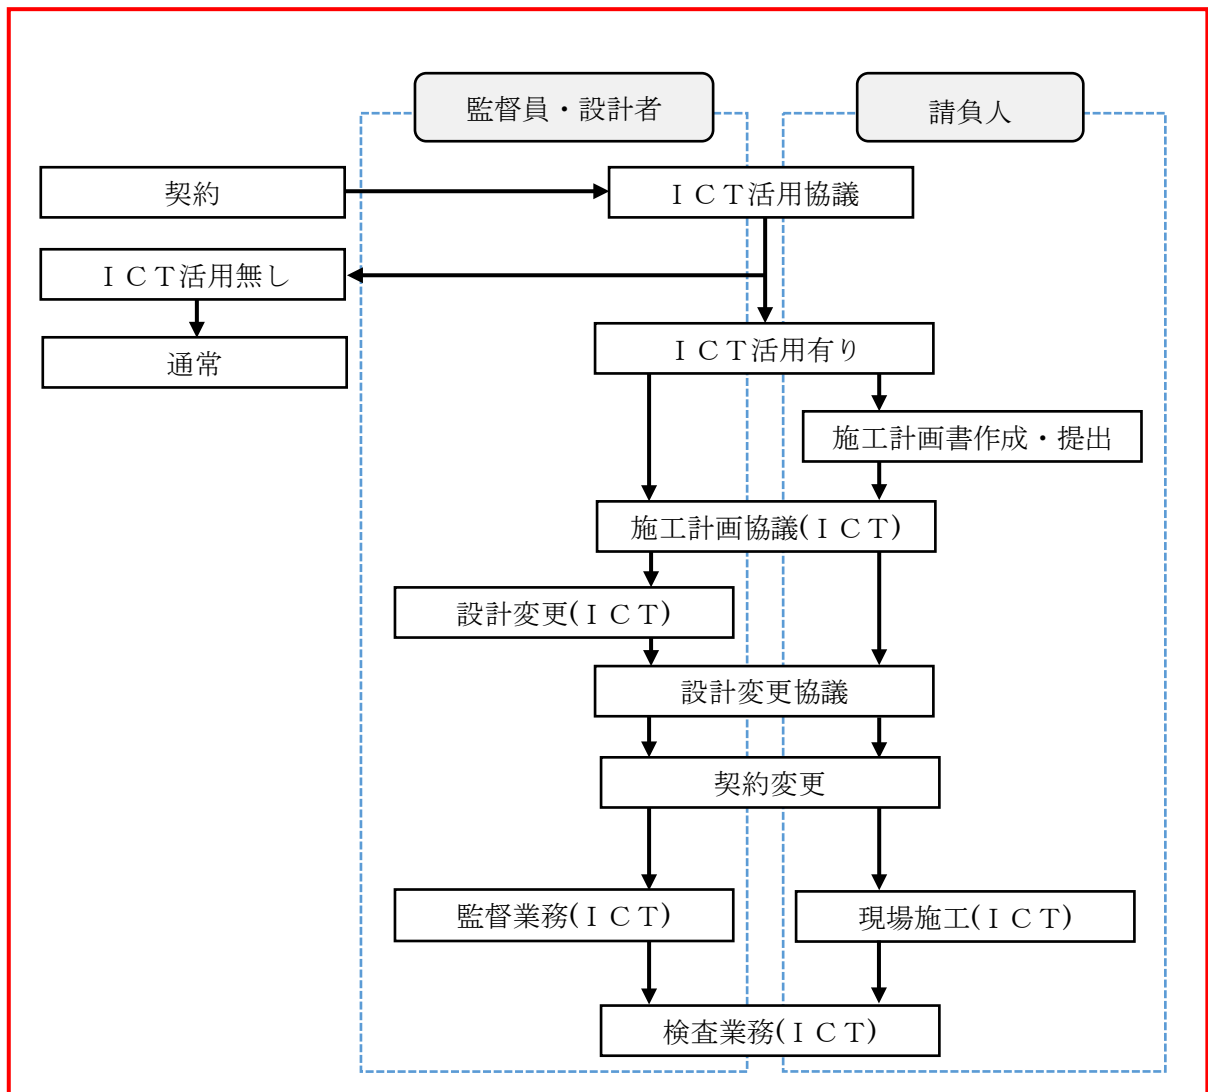 監督員・設計者
請負人
契約
ＩＣＴ活用協議
ＩＣＴ活用無し
通常
ＩＣＴ活用有り
施工計画書作成・提出
施工計画協議(ＩＣＴ)
設計変更(ＩＣＴ)
設計変更協議
契約変更
監督業務(ＩＣＴ)
現場施工(ＩＣＴ)
検査業務(ＩＣＴ)